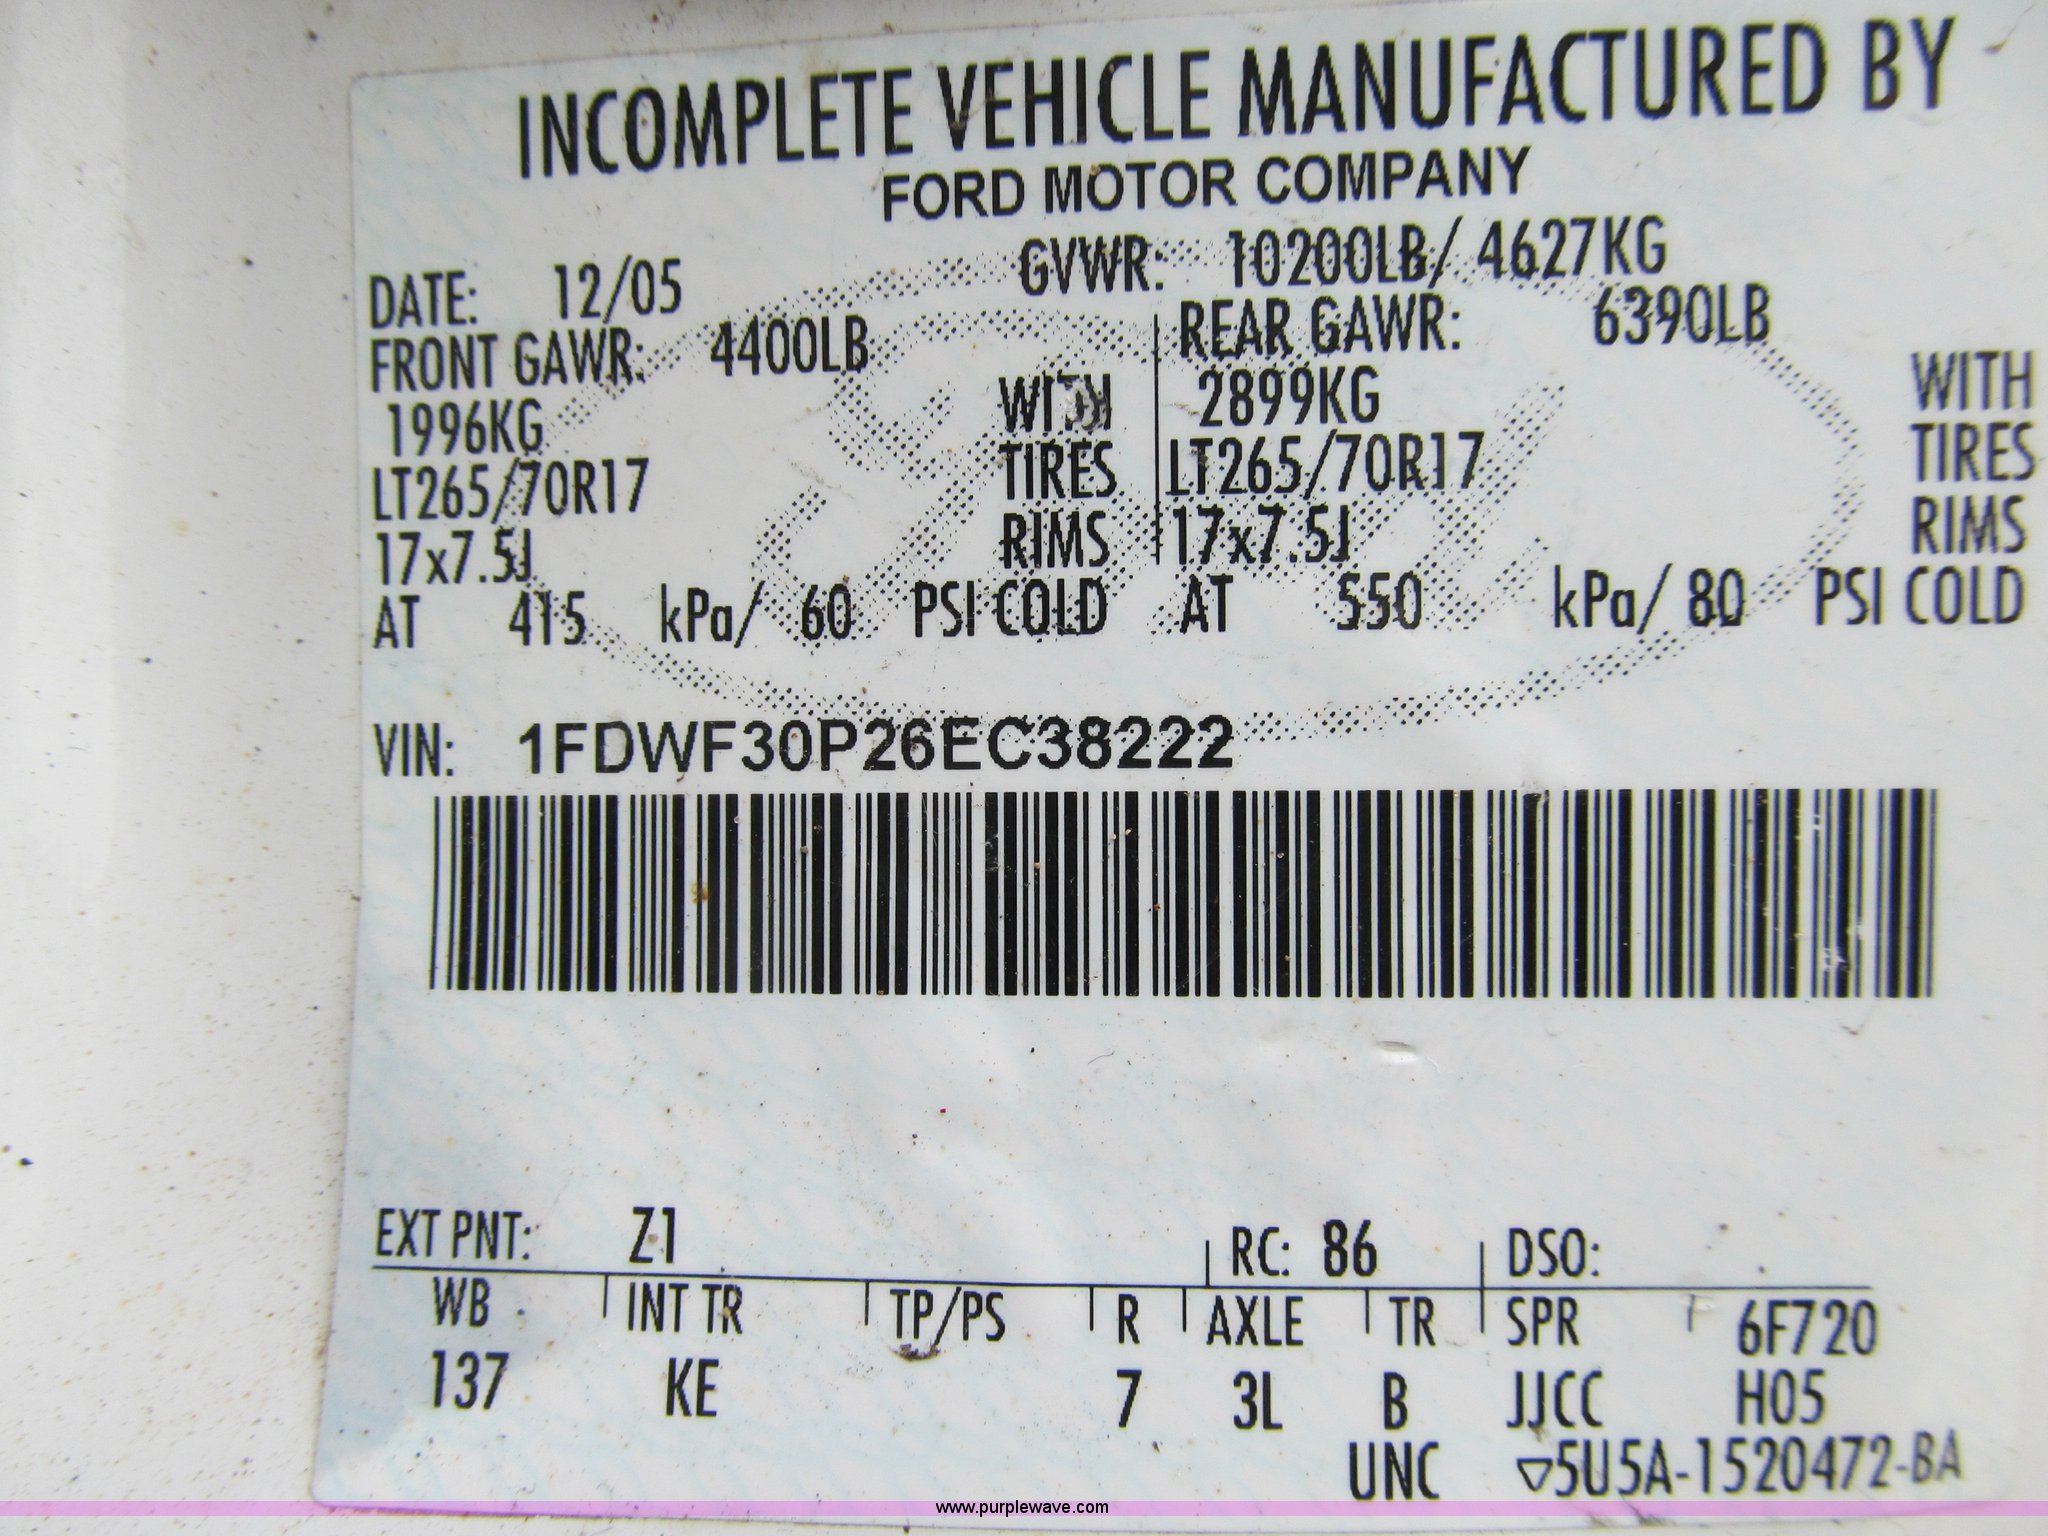 INCOMPLETE VEHICLE MANUFACTURED BY
FORD MOTOR COMPANY
DATE: 12/05 GVWR: 10200LB/ 4627KG
FRONT GAWR: 4400LB REAR GAWR: 6390LB
1996KG WITH 2899KG WITH
LT265/70R17 TIRES LT265/70R17 TIRES
17x7.5J RIMS 17x7.5J RIMS
AT 415 kPa/ 60 PSI COLD AT 550 kPa/ 80 PSI COLD
VIN: 1FDWF30P26EC38222
EXT PNT: Z1 RC: 86 DSO:
WB INT TR TP/PS R AXLE TR SPR 6F720
137 KE 7 3L B JJCC H05
UNC ▽5U5A-1520472-BA
www.purplewave.com